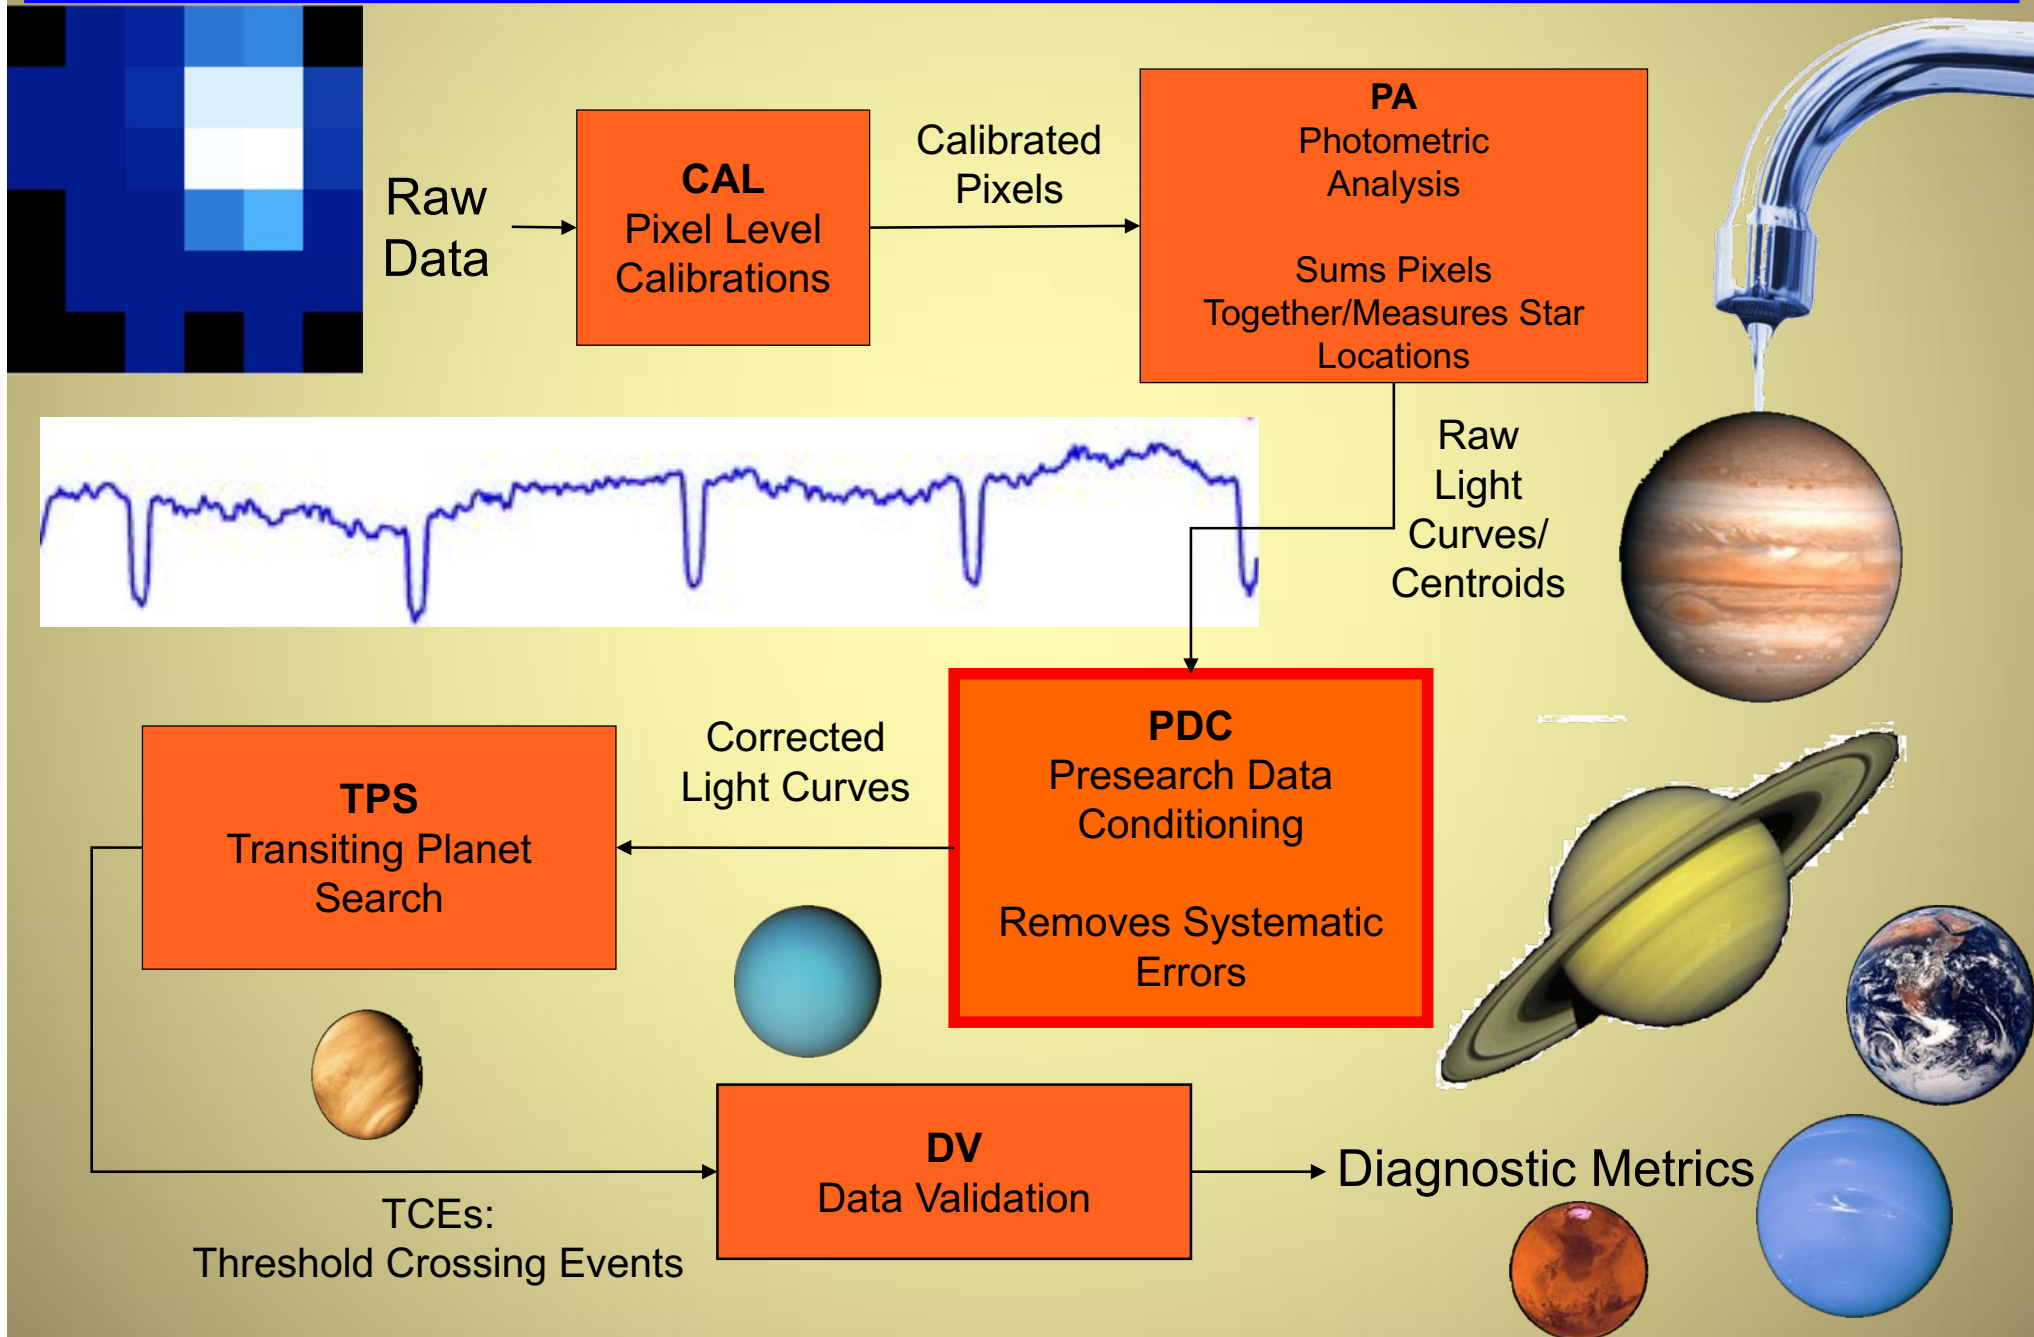 Raw
Data
CAL
Pixel Level
Calibrations
Calibrated
Pixels
PA
Photometric
Analysis
Sums Pixels
Together/Measures Star
Locations
Raw
Light
Curves/
Centroids
PDC
Presearch Data
Conditioning
Removes Systematic
Errors
Corrected
Light Curves
TPS
Transiting Planet
Search
TCEs:
Threshold Crossing Events
DV
Data Validation
Diagnostic Metrics